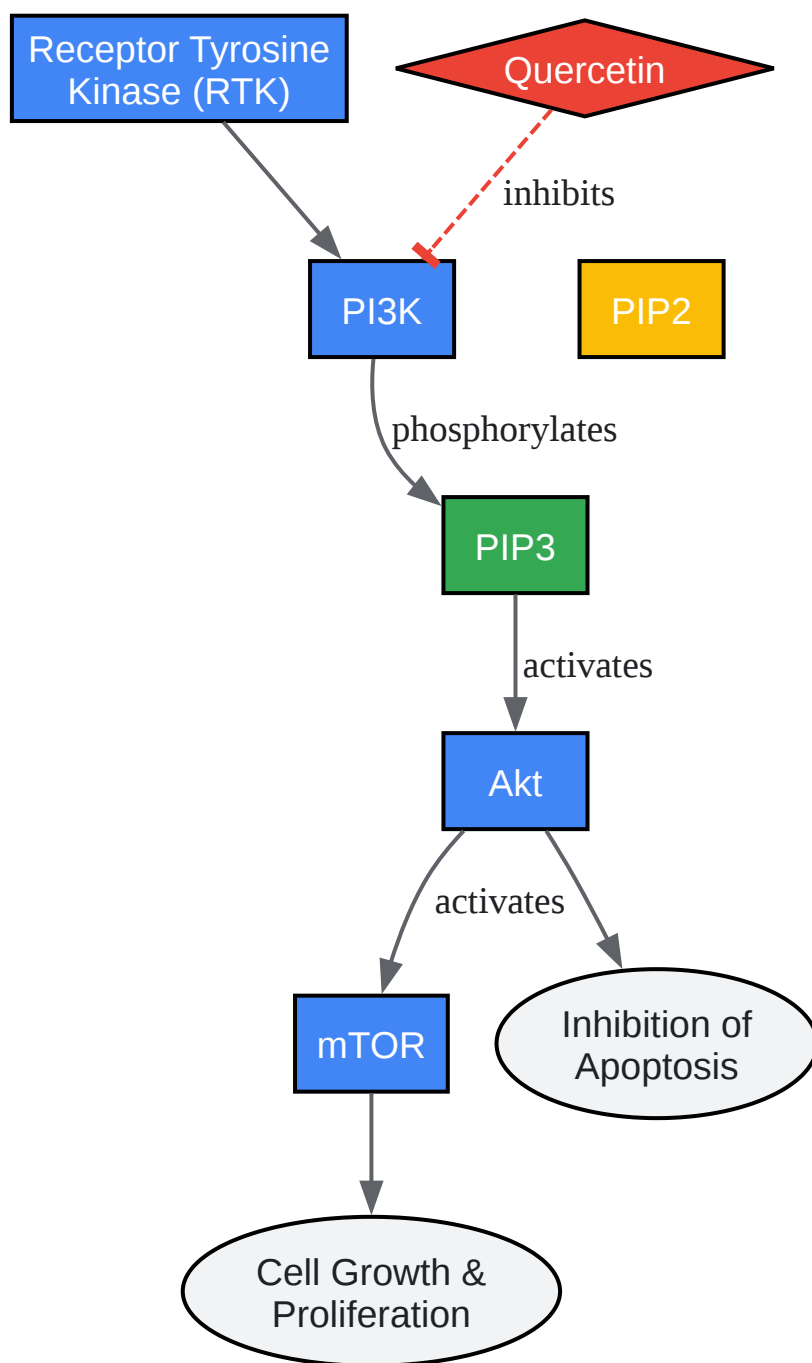 Receptor Tyrosine
Kinase (RTK)
Quercetin
inhibits
PI3K
PIP2
phosphorylates
PIP3
activates
Akt
activates
mTOR
Inhibition of
Apoptosis
Cell Growth &
Proliferation